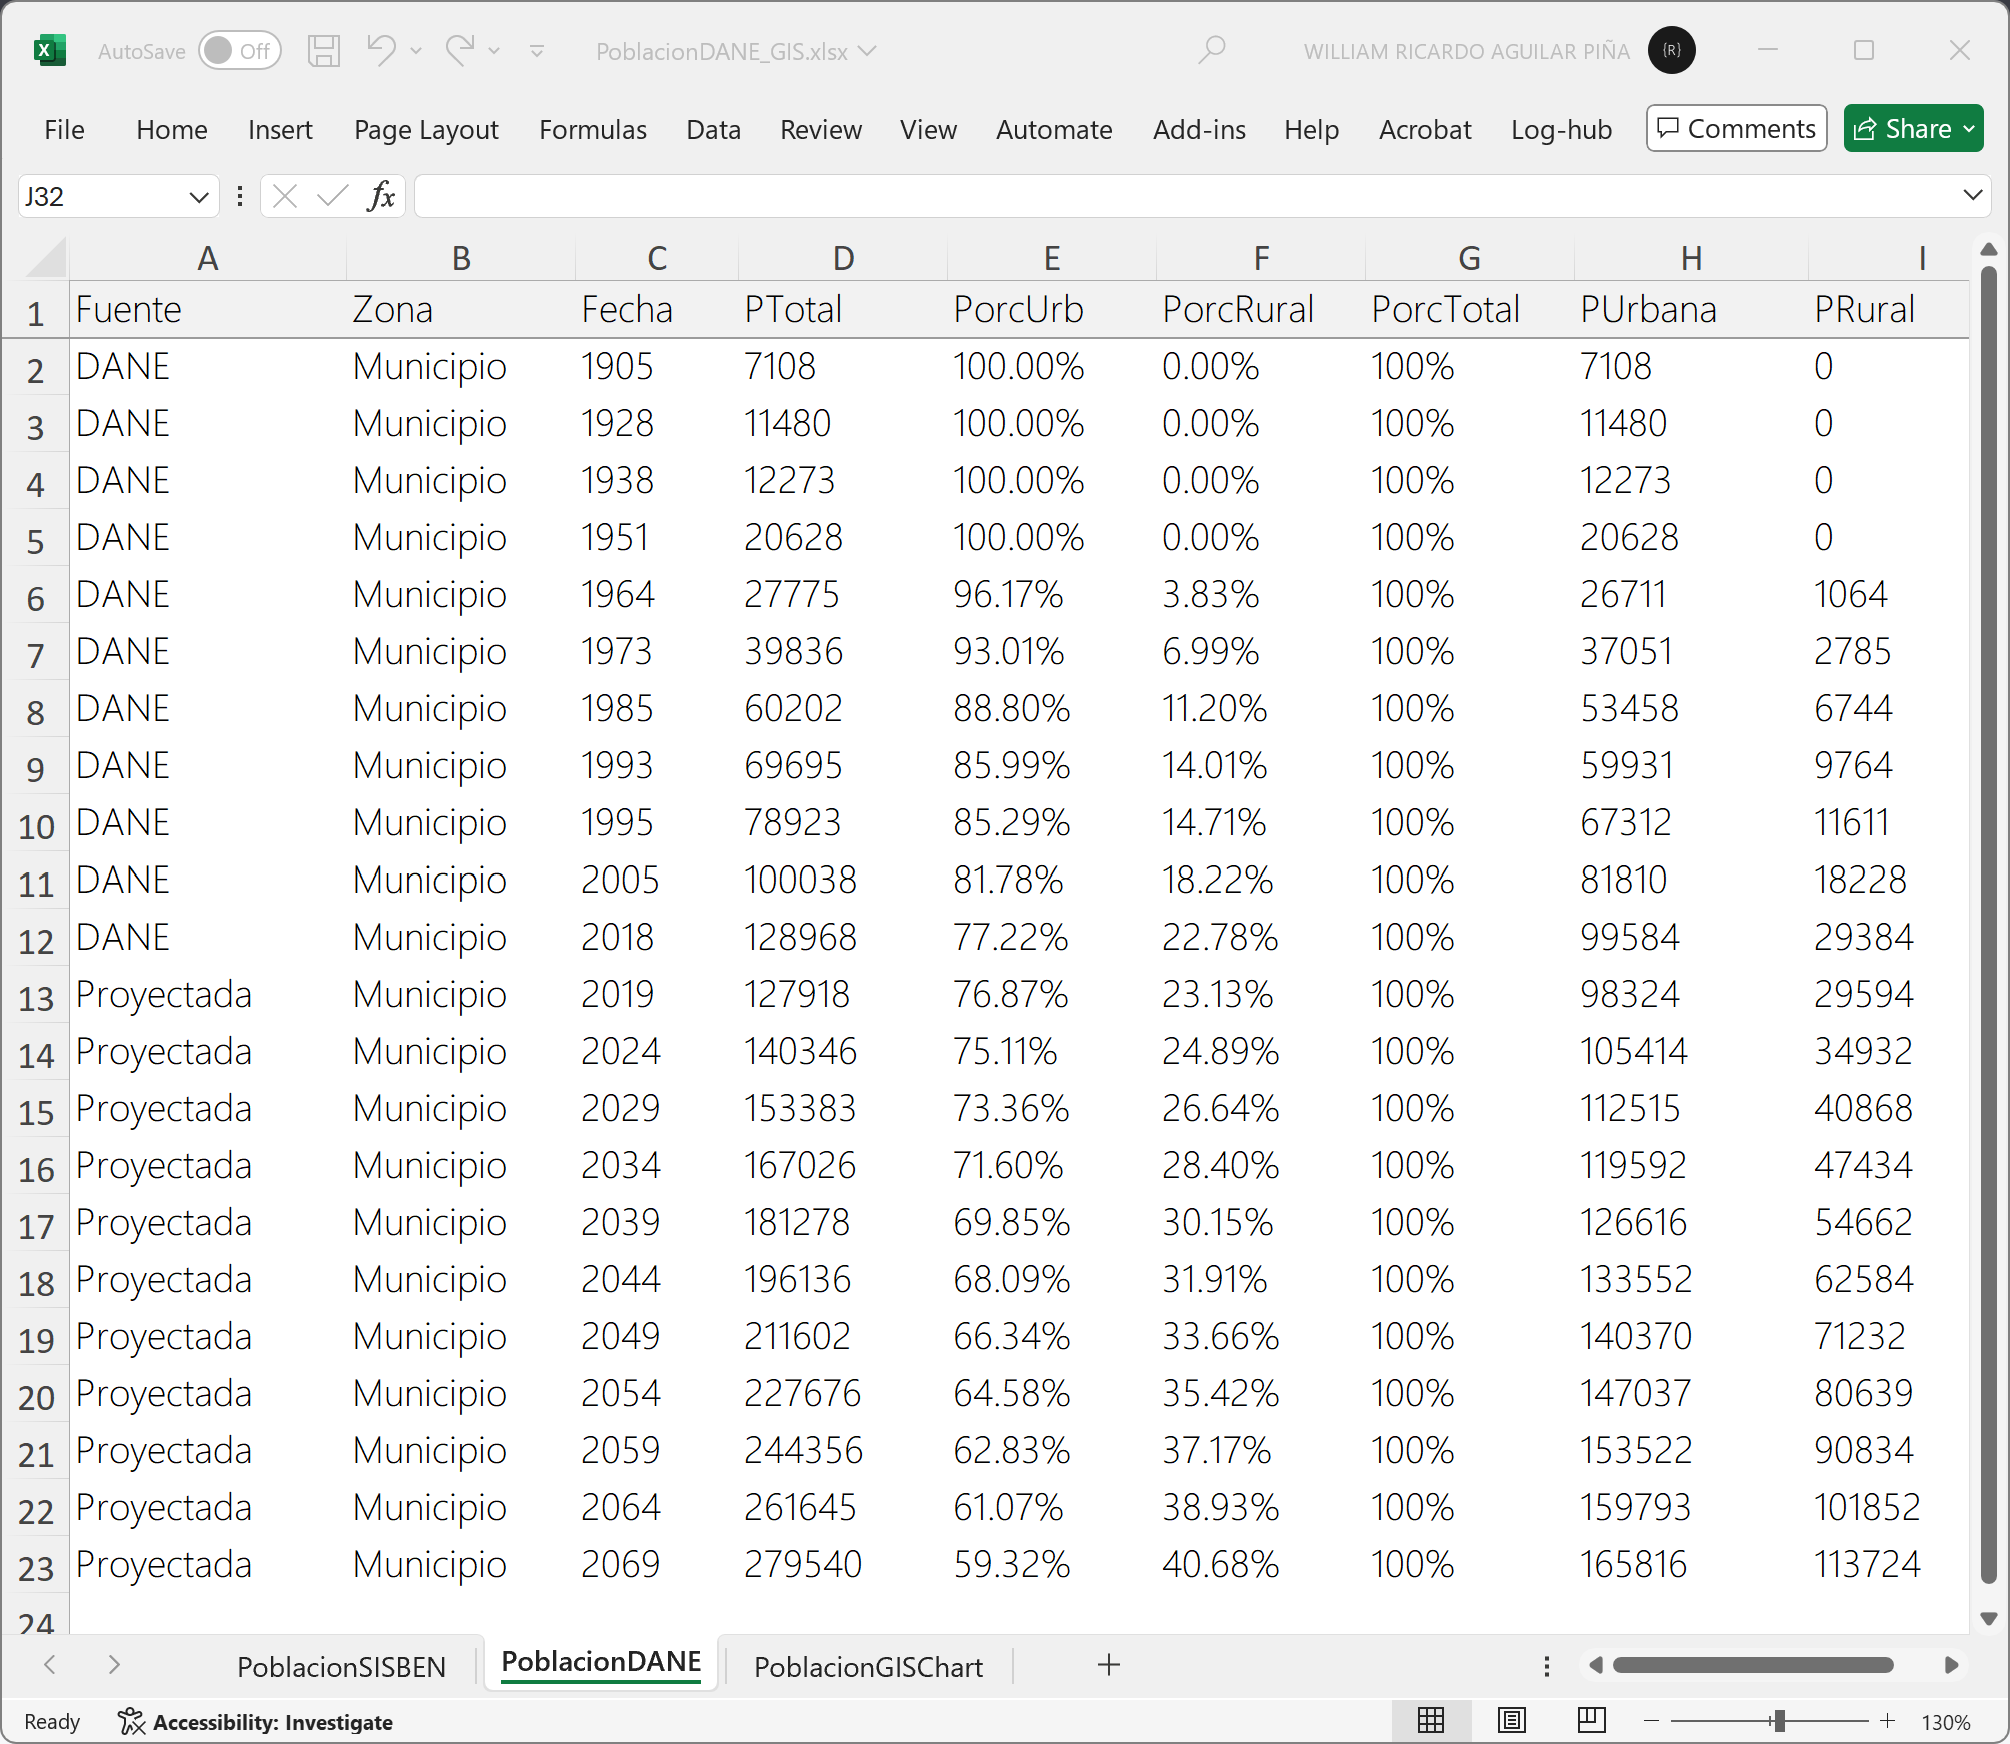 AutoSave Off PoblacionDANE_GIS.xlsx WILLIAM RICARDO AGUILAR PIÑA {R}
File Home Insert Page Layout Formulas Data Review View Automate Add-ins Help Acrobat Log-hub Comments Share
J32 fx
A B C D E F G H I
1 Fuente Zona Fecha PTotal PorcUrb PorcRural PorcTotal PUrbana PRural
2 DANE Municipio 1905 7108 100.00% 0.00% 100% 7108 0
3 DANE Municipio 1928 11480 100.00% 0.00% 100% 11480 0
4 DANE Municipio 1938 12273 100.00% 0.00% 100% 12273 0
5 DANE Municipio 1951 20628 100.00% 0.00% 100% 20628 0
6 DANE Municipio 1964 27775 96.17% 3.83% 100% 26711 1064
7 DANE Municipio 1973 39836 93.01% 6.99% 100% 37051 2785
8 DANE Municipio 1985 60202 88.80% 11.20% 100% 53458 6744
9 DANE Municipio 1993 69695 85.99% 14.01% 100% 59931 9764
10 DANE Municipio 1995 78923 85.29% 14.71% 100% 67312 11611
11 DANE Municipio 2005 100038 81.78% 18.22% 100% 81810 18228
12 DANE Municipio 2018 128968 77.22% 22.78% 100% 99584 29384
13 Proyectada Municipio 2019 127918 76.87% 23.13% 100% 98324 29594
14 Proyectada Municipio 2024 140346 75.11% 24.89% 100% 105414 34932
15 Proyectada Municipio 2029 153383 73.36% 26.64% 100% 112515 40868
16 Proyectada Municipio 2034 167026 71.60% 28.40% 100% 119592 47434
17 Proyectada Municipio 2039 181278 69.85% 30.15% 100% 126616 54662
18 Proyectada Municipio 2044 196136 68.09% 31.91% 100% 133552 62584
19 Proyectada Municipio 2049 211602 66.34% 33.66% 100% 140370 71232
20 Proyectada Municipio 2054 227676 64.58% 35.42% 100% 147037 80639
21 Proyectada Municipio 2059 244356 62.83% 37.17% 100% 153522 90834
22 Proyectada Municipio 2064 261645 61.07% 38.93% 100% 159793 101852
23 Proyectada Municipio 2069 279540 59.32% 40.68% 100% 165816 113724
24
PoblacionSISBEN PoblacionDANE PoblacionGISChart
Ready Accessibility: Investigate 130%